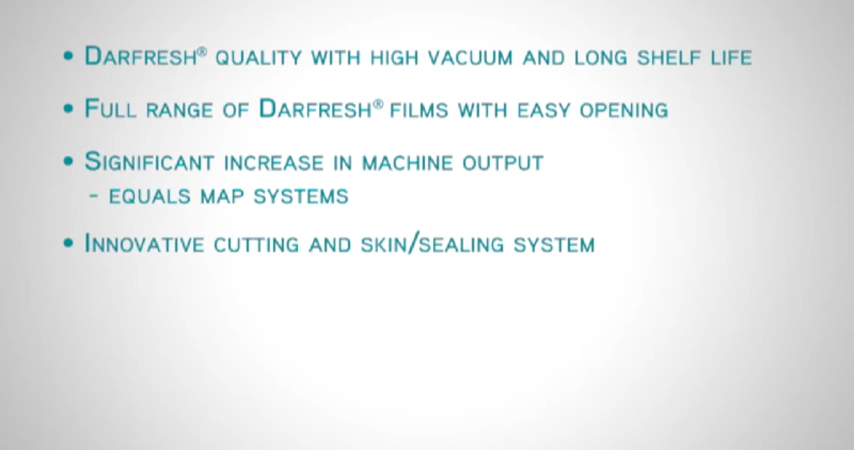 • Darfresh® quality with high vacuum and long shelf life
• Full range of Darfresh® films with easy opening
• Significant increase in machine output
- equals map systems
• Innovative cutting and skin/sealing system